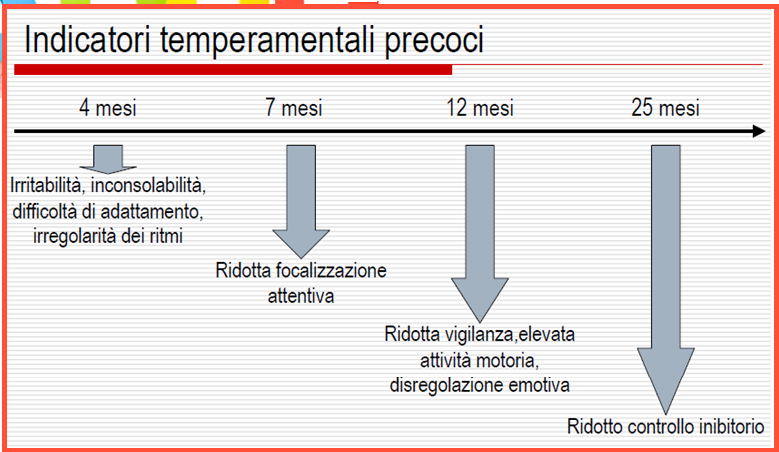 Indicatori temperamentali precoci
4 mesi
7 mesi
12 mesi
25 mesi
Irritabilità, inconsolabilità,
difficoltà di adattamento,
irregolarità dei ritmi
Ridotta focalizzazione
attentiva
Ridotta vigilanza,elevata
attività motoria,
disregolazione emotiva
Ridotto controllo inibitorio